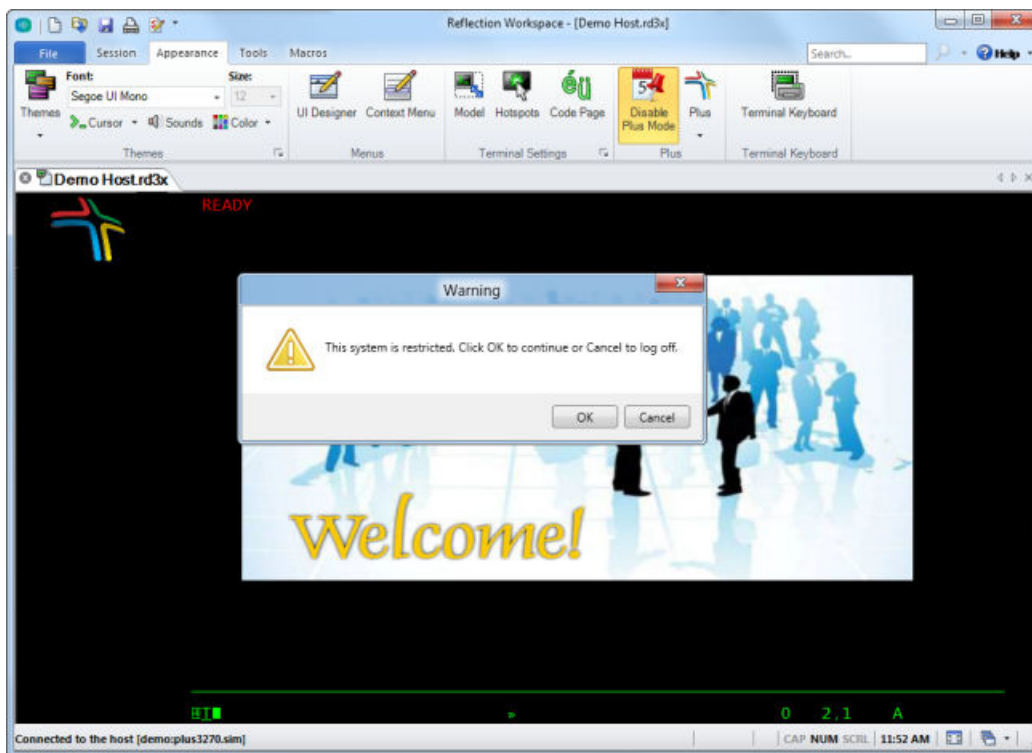 Reflection Workspace - [Demo Host.rd3x]
File Session Appearance Tools Macros Search... Help
Font: Size:
Segoe UI Mono 12
Themes Cursor Sounds Color UI Designer Context Menu Model Hotspots Code Page Disable Plus Mode Plus Terminal Keyboard
Themes Menus Terminal Settings Plus Terminal Keyboard
Demo Host.rd3x
READY
Warning
This system is restricted. Click OK to continue or Cancel to log off.
OK Cancel
Welcome!
0 2,1 A
Connected to the host [demo:plus3270.sim] CAP NUM SCRL 11:52 AM